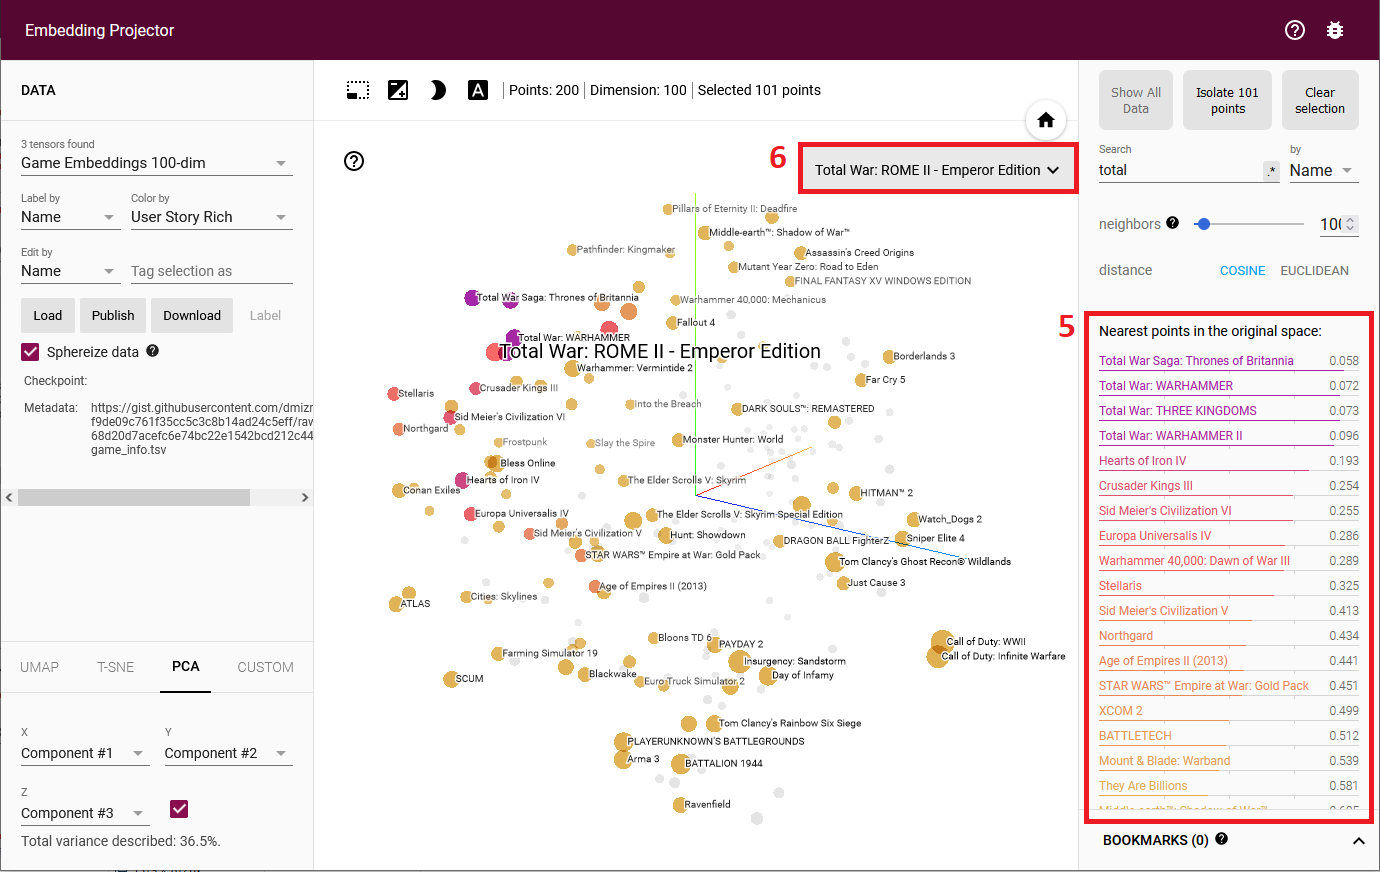 Embedding Projector
DATA
3 tensors found
Game Embeddings 100-dim
Label by
Color by
Name
User Story Rich
Edit by
Name
Tag selection as
Load
Publish
Download
Label
Sphereize data
Checkpoint:
Metadata:
https://gist.githubusercontent.com/dmizr
f9de09c761f35cc5c3c8b14ad24c5eff/raw
68d20d7acefc6e74bc22e1542bcd212c44
game_info.tsv
UMAP
T-SNE
PCA
CUSTOM
X
Y
Component #1
Component #2
Z
Component #3
Total variance described: 36.5%.
A
Points: 200
Dimension: 100
Selected 101 points
6
Total War: ROME II - Emperor Edition
Pillars of Eternity II: Deadfire
Middle-earth™: Shadow of War™
Pathfinder: Kingmaker
Assassin's Creed Origins
Mutant Year Zero: Road to Eden
FINAL FANTASY XV WINDOWS EDITION
Total War Saga: Thrones of Britannia
Warhammer 40,000: Mechanicus
Fallout 4
Total War: WARHAMMER
Total War: ROME II - Emperor Edition
Borderlands 3
Warhammer: Vermintide 2
Far Cry 5
Crusader Kings III
Stellaris
Into the Breach
DARK SOULS™: REMASTERED
Sid Meier's Civilization VI
Northgard
Frostpunk
Slay the Spire
Monster Hunter: World
Bless Online
Hearts of Iron IV
The Elder Scrolls V: Skyrim
Conan Exiles
HITMAN™ 2
Europa Universalis IV
The Elder Scrolls V: Skyrim Special Edition
Watch_Dogs 2
Sid Meier's Civilization V
Hunt: Showdown
DRAGON BALL FighterZ
Sniper Elite 4
STAR WARS™ Empire at War: Gold Pack
Tom Clancy's Ghost Recon® Wildlands
Age of Empires II (2013)
Just Cause 3
Cities: Skylines
ATLAS
Bloons TD 6
PAYDAY 2
Call of Duty: WWII
Farming Simulator 19
Insurgency: Sandstorm
Call of Duty: Infinite Warfare
SCUM
Blackwake
Euro Truck Simulator 2
Day of Infamy
Tom Clancy's Rainbow Six Siege
PLAYERUNKNOWN'S BATTLEGROUNDS
Arma 3
BATTALION 1944
Ravenfield
Show All Data
Isolate 101 points
Clear selection
Search
by
total
.*
Name
neighbors
100
distance
COSINE
EUCLIDEAN
5
Nearest points in the original space:
Total War Saga: Thrones of Britannia 0.058
Total War: WARHAMMER 0.072
Total War: THREE KINGDOMS 0.073
Total War: WARHAMMER II 0.096
Hearts of Iron IV 0.193
Crusader Kings III 0.254
Sid Meier's Civilization VI 0.255
Europa Universalis IV 0.286
Warhammer 40,000: Dawn of War III 0.289
Stellaris 0.325
Sid Meier's Civilization V 0.413
Northgard 0.434
Age of Empires II (2013) 0.441
STAR WARS™ Empire at War: Gold Pack 0.451
XCOM 2 0.499
BATTLETECH 0.512
Mount & Blade: Warband 0.539
They Are Billions 0.581
Middle-earth™: Shadow of War™
BOOKMARKS (0)